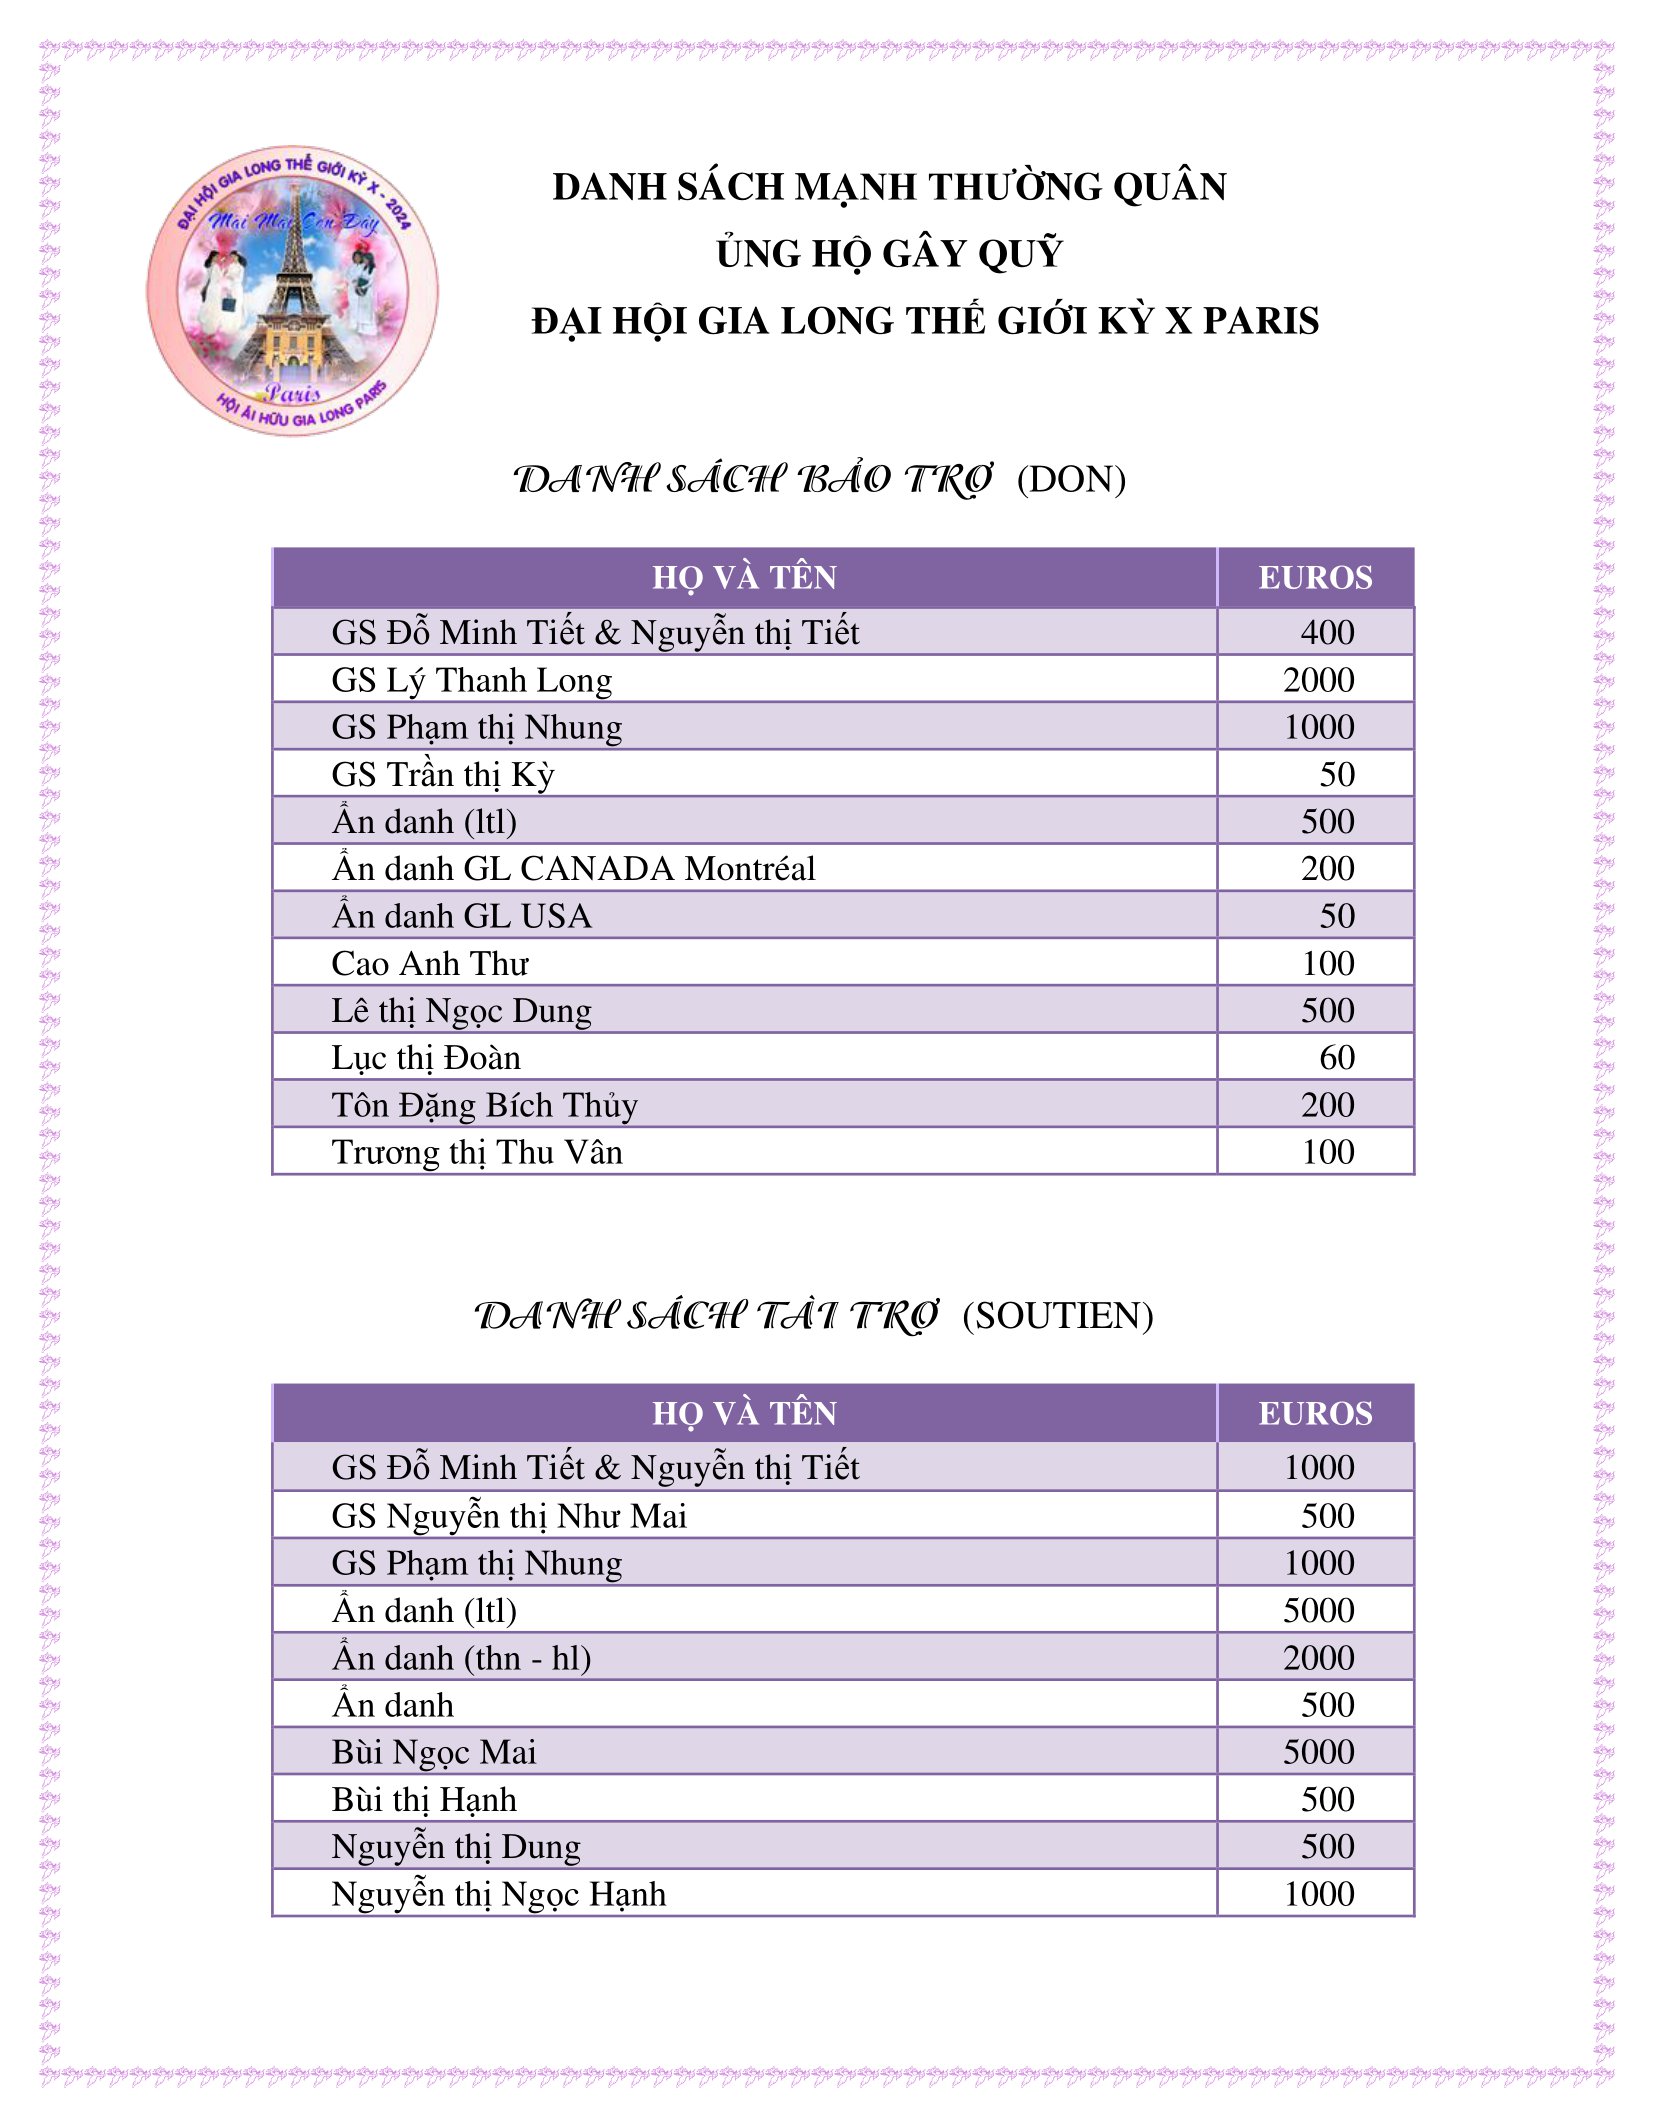 ĐẠI HỘI GIA LONG THẾ GIỚI KỲ X - 2024
Mai Mai Con Đây
Paris
HỘI ÁI HỮU GIA LONG PARIS
DANH SÁCH MẠNH THƯỜNG QUÂN
ỦNG HỘ GÂY QUỸ
ĐẠI HỘI GIA LONG THẾ GIỚI KỲ X PARIS
DANH SÁCH BẢO TRỢ (DON)
HỌ VÀ TÊN EUROS
GS Đỗ Minh Tiết & Nguyễn thị Tiết 400
GS Lý Thanh Long 2000
GS Phạm thị Nhung 1000
GS Trần thị Kỳ 50
Ẩn danh (ltl) 500
Ẩn danh GL CANADA Montréal 200
Ẩn danh GL USA 50
Cao Anh Thư 100
Lê thị Ngọc Dung 500
Lục thị Đoàn 60
Tôn Đặng Bích Thủy 200
Trương thị Thu Vân 100
DANH SÁCH TÀI TRỢ (SOUTIEN)
HỌ VÀ TÊN EUROS
GS Đỗ Minh Tiết & Nguyễn thị Tiết 1000
GS Nguyễn thị Như Mai 500
GS Phạm thị Nhung 1000
Ẩn danh (ltl) 5000
Ẩn danh (thn - hl) 2000
Ẩn danh 500
Bùi Ngọc Mai 5000
Bùi thị Hạnh 500
Nguyễn thị Dung 500
Nguyễn thị Ngọc Hạnh 1000